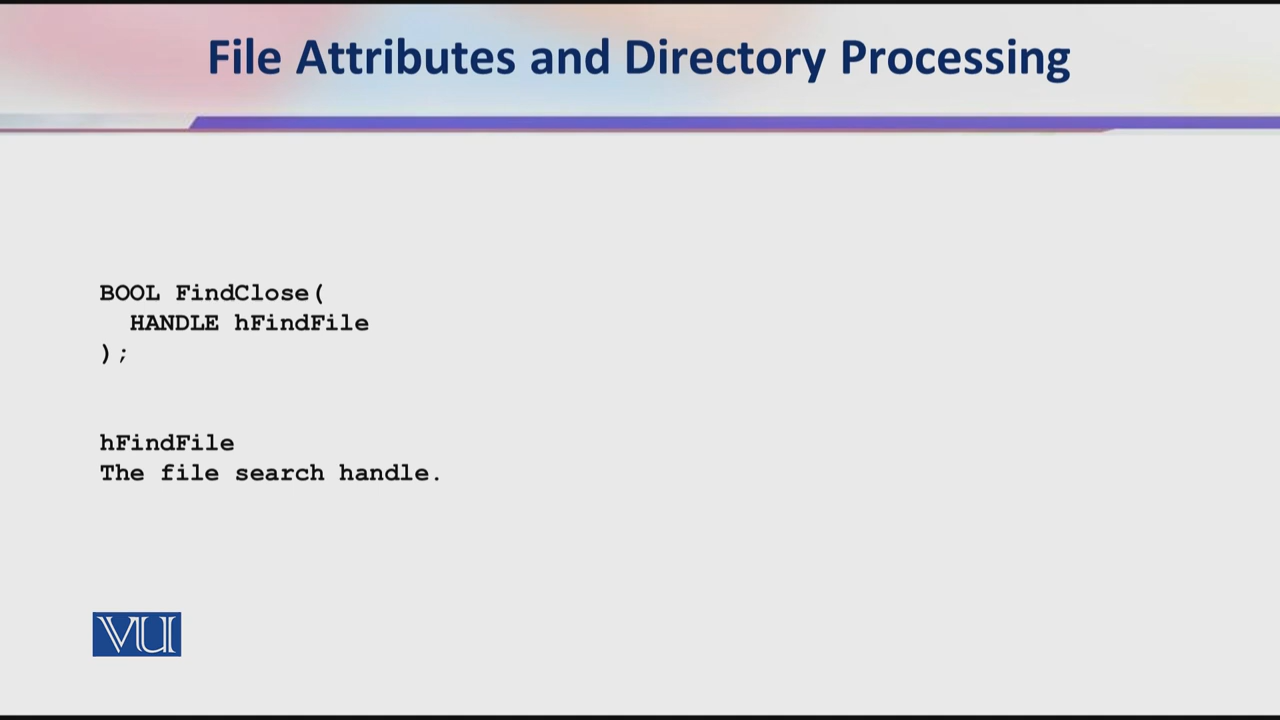 File Attributes and Directory Processing
BOOL FindClose(
  HANDLE hFindFile
);
hFindFile
The file search handle.
VU